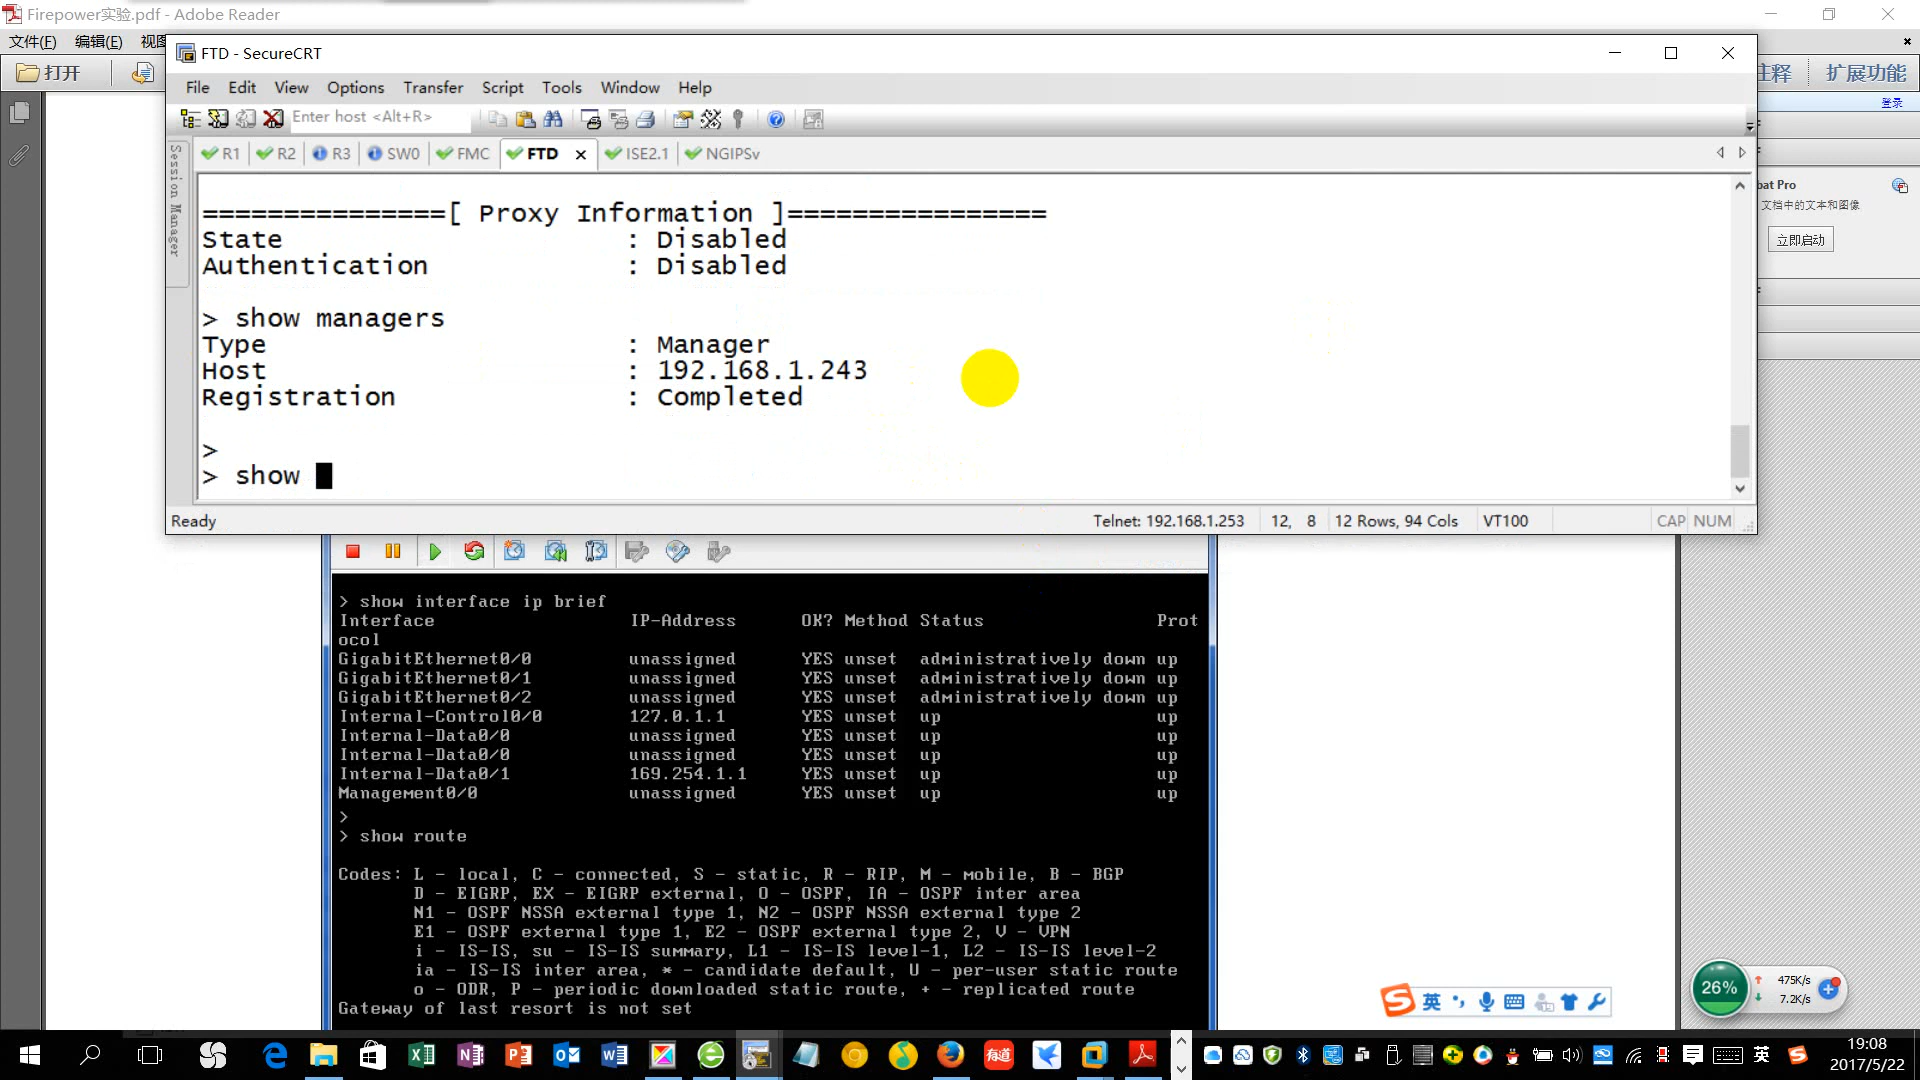 Firepower实验.pdf - Adobe Reader
文件(F) 编辑(E) 视图
打开
注释 扩展功能
登录
FTD - SecureCRT
File Edit View Options Transfer Script Tools Window Help
Enter host <Alt+R>
R1 R2 R3 SW0 FMC FTD ISE2.1 NGIPSv
Session Manager
===============[ Proxy Information ]================
State : Disabled
Authentication : Disabled
> show managers
Type : Manager
Host : 192.168.1.243
Registration : Completed
>
> show
Ready Telnet: 192.168.1.253 12, 8 12 Rows, 94 Cols VT100 CAP NUM
bat Pro
文档中的文本和图像
立即启动
> show interface ip brief
Interface IP-Address OK? Method Status Prot
ocol
GigabitEthernet0/0 unassigned YES unset administratively down up
GigabitEthernet0/1 unassigned YES unset administratively down up
GigabitEthernet0/2 unassigned YES unset administratively down up
Internal-Control0/0 127.0.1.1 YES unset up up
Internal-Data0/0 unassigned YES unset up up
Internal-Data0/0 unassigned YES unset up up
Internal-Data0/1 169.254.1.1 YES unset up up
Management0/0 unassigned YES unset up up
>
> show route
Codes: L - local, C - connected, S - static, R - RIP, M - mobile, B - BGP
D - EIGRP, EX - EIGRP external, O - OSPF, IA - OSPF inter area
N1 - OSPF NSSA external type 1, N2 - OSPF NSSA external type 2
E1 - OSPF external type 1, E2 - OSPF external type 2, V - VPN
i - IS-IS, su - IS-IS summary, L1 - IS-IS level-1, L2 - IS-IS level-2
ia - IS-IS inter area, * - candidate default, U - per-user static route
o - ODR, P - periodic downloaded static route, + - replicated route
Gateway of last resort is not set
26% 475K/s
7.2K/s
英
有道
英
19:08
2017/5/22